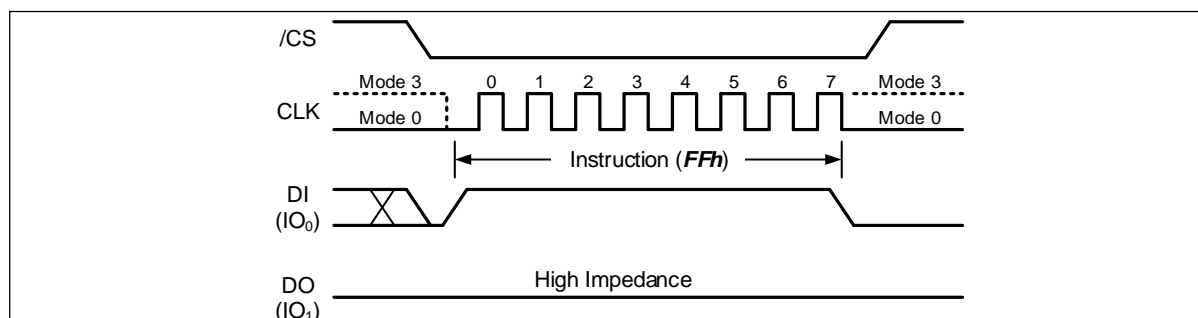 /CS
Mode 3 0 1 2 3 4 5 6 7 Mode 3
CLK
Mode 0 Mode 0
Instruction (FFh)
DI
(IO0)
High Impedance
DO
(IO1)